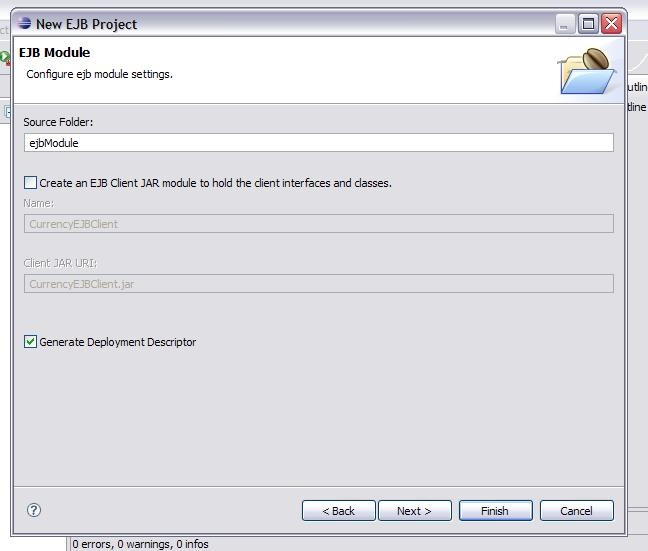 New EJB Project
EJB Module
Configure ejb module settings.
Source Folder:
ejbModule
Create an EJB Client JAR module to hold the client interfaces and classes.
Name:
CurrencyEJBClient
Client JAR URI:
CurrencyEJBClient.jar
Generate Deployment Descriptor
< Back
Next >
Finish
Cancel
0 errors, 0 warnings, 0 infos